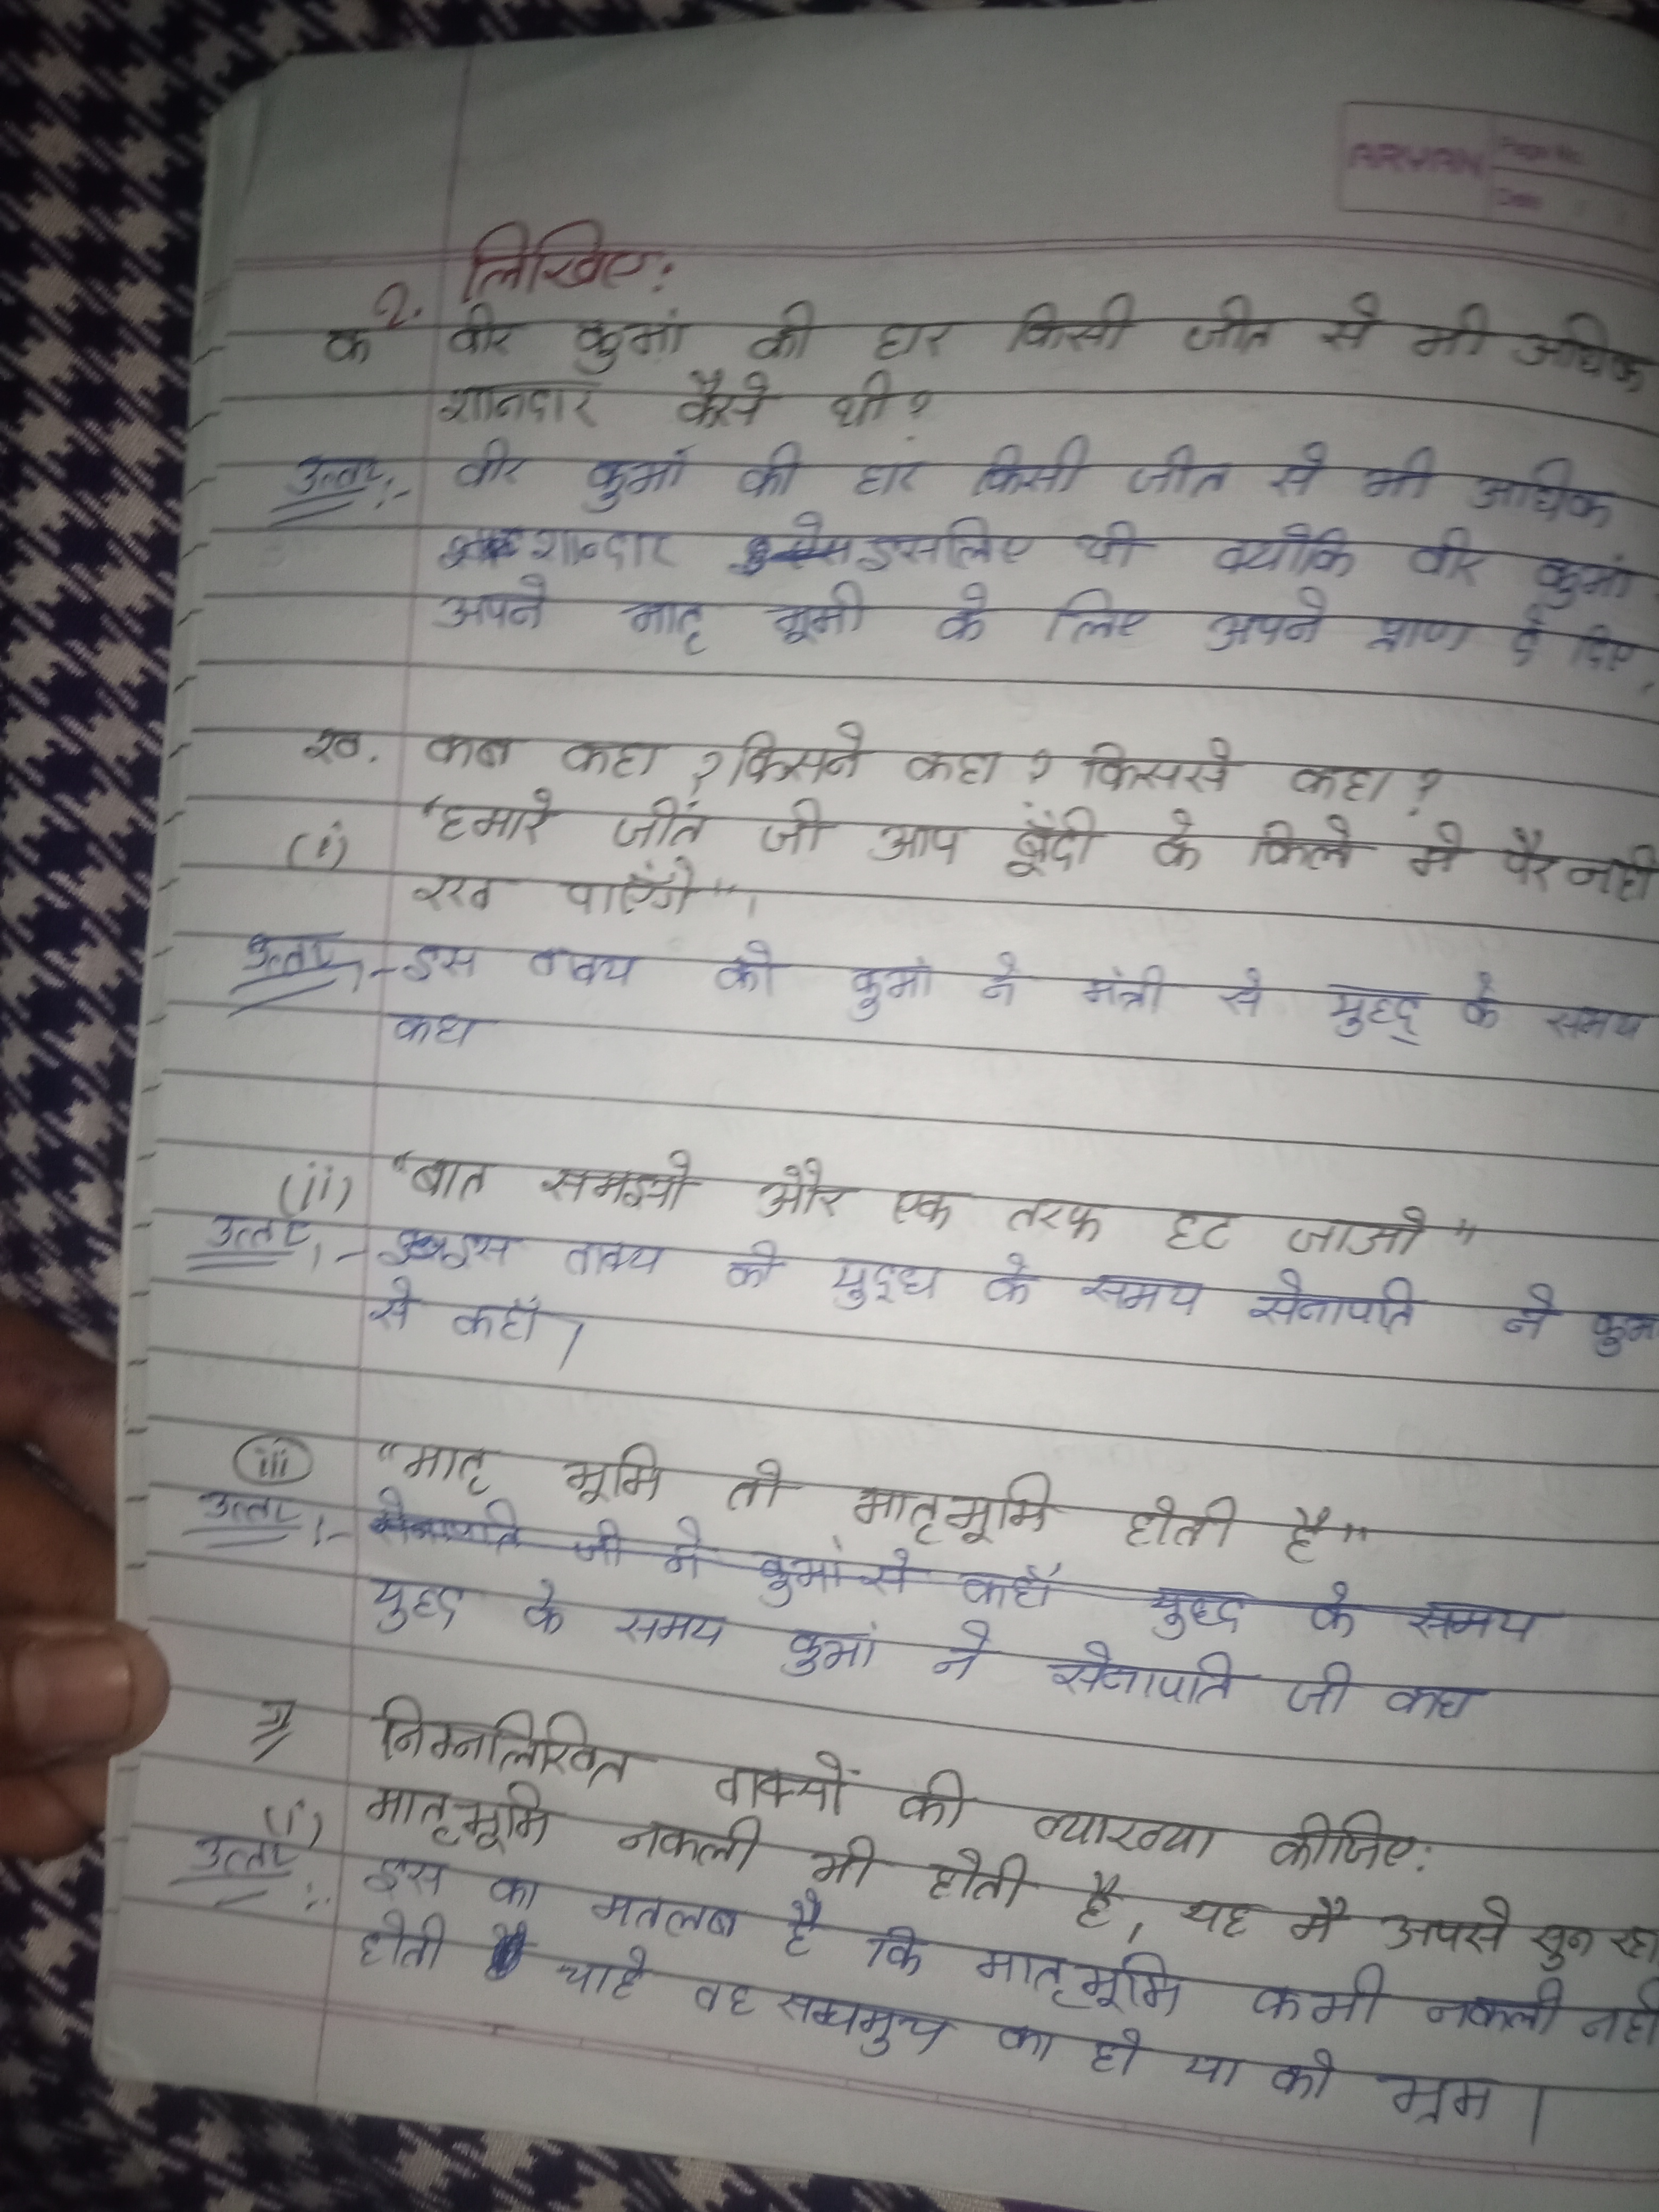 ARYAN Page No.
Date
2. लिखिए:
क वीर कुंभा की हार किसी जीत से भी अधिक
शानदार कैसे थी?
उत्तर:- वीर कुंभा की हार किसी जीत से भी अधिक
शान्दार इसलिए थी क्योकि वीर कुंभा
अपने मातृ भूमी के लिए अपने प्राण दे दिए,
ख. कब कहा? किसने कहा? किससे कहा?
(i) "हमारे जीते जी आप बूँदी के किले मे पैर नही
रख पाएँगे"।
उत्तर:- इस वाक्य को कुंभा ने मंत्री से युद्द के समय
कहा
(ii) "बात समझो और एक तरफ हट जाओ"
उत्तर:- इस वाक्य को युद्ध के समय सेनापति ने
से कहाँ।
(iii) "मातृ भूमि तो मातृभूमि होती है"
उत्तर:- सेनापति जी ने कुंभा से कहाँ युद्ध के समय
युद्द के समय कुंभा ने सेनापति जी कहा
ग) निम्नलिखित वाक्यों की व्याख्या कीजिए:
(i) मातृभूमि नकली भी होती है, यह मै अपसे सुन रहा
उत्तर:- इस का मतलब है कि मातृभूमि कभी नकली नही
होती चाहे वह सचमुच का हो या को भ्रम।